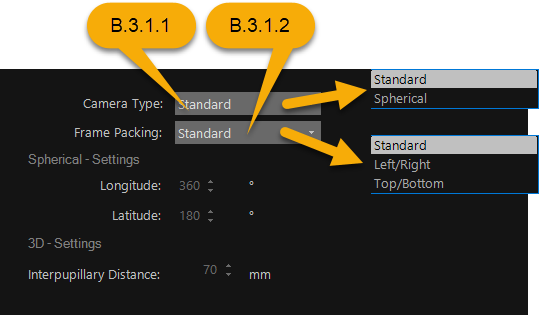 B.3.1.1 B.3.1.2
Camera Type: Standard
Standard
Spherical
Frame Packing: Standard
Standard
Left/Right
Top/Bottom
Spherical - Settings
Longitude: 360 °
Latitude: 180 °
3D - Settings
Interpupillary Distance: 70 mm